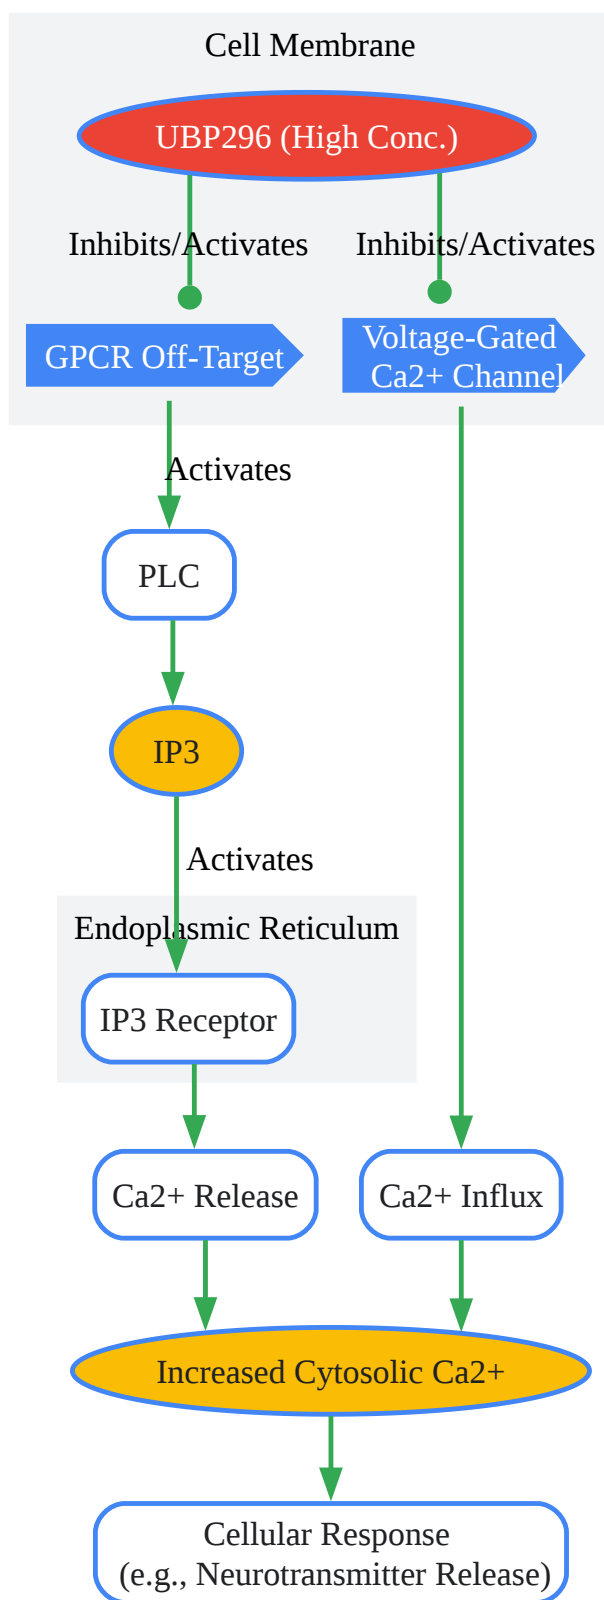 Cell Membrane
UBP296 (High Conc.)
Inhibits/Activates
Inhibits/Activates
GPCR Off-Target
Voltage-Gated
Ca2+ Channel
Activates
PLC
IP3
Activates
Endoplasmic Reticulum
IP3 Receptor
Ca2+ Release
Ca2+ Influx
Increased Cytosolic Ca2+
Cellular Response
(e.g., Neurotransmitter Release)